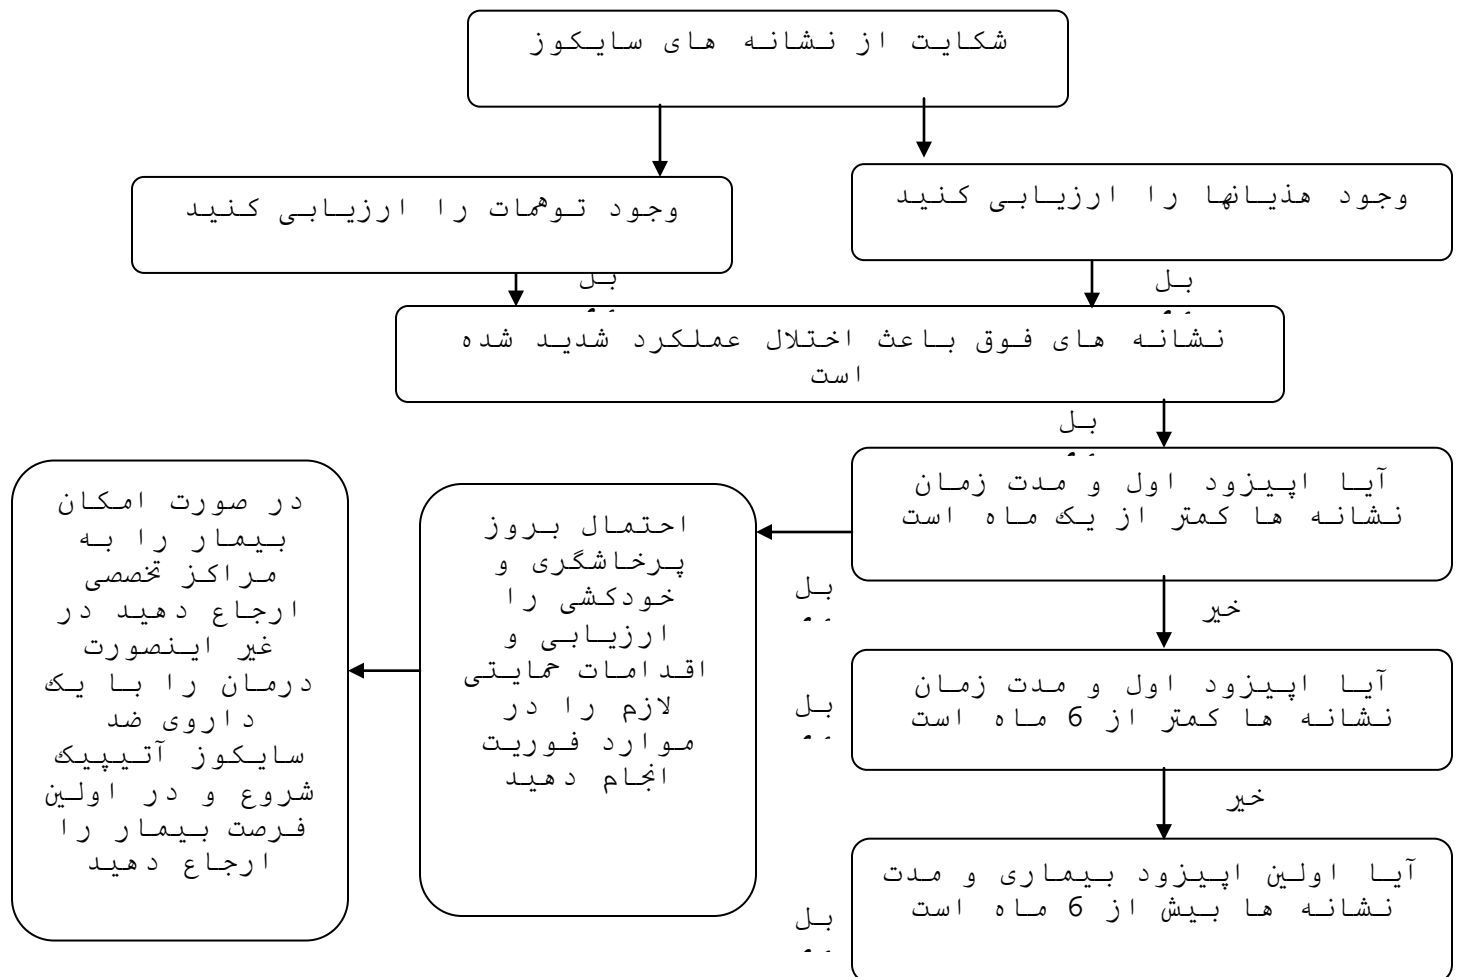 شکایت از نشانه های سایکوز
وجود هذیانها را ارزیابی کنید
وجود توهمات را ارزیابی کنید
بل
بل
نشانه های فوق باعث اختلال عملکرد شدید شده
است
بل
آیا اپیزود اول و مدت زمان
نشانه ها کمتر از یک ماه است
بل
خیر
آیا اپیزود اول و مدت زمان
نشانه ها کمتر از 6 ماه است
بل
خیر
آیا اولین اپیزود بیماری و مدت
نشانه ها بیش از 6 ماه است
بل
احتمال بروز
پرخاشگری و
خودکشی را
ارزیابی و
اقدامات حمایتی
لازم را در
موارد فوریت
انجام دهید
در صورت امکان
بیمار را به
مراکز تخصصی
ارجاع دهید در
غیر اینصورت
درمان را با یک
داروی ضد
سایکوز آتیپیک
شروع و در اولین
فرصت بیمار را
ارجاع دهید